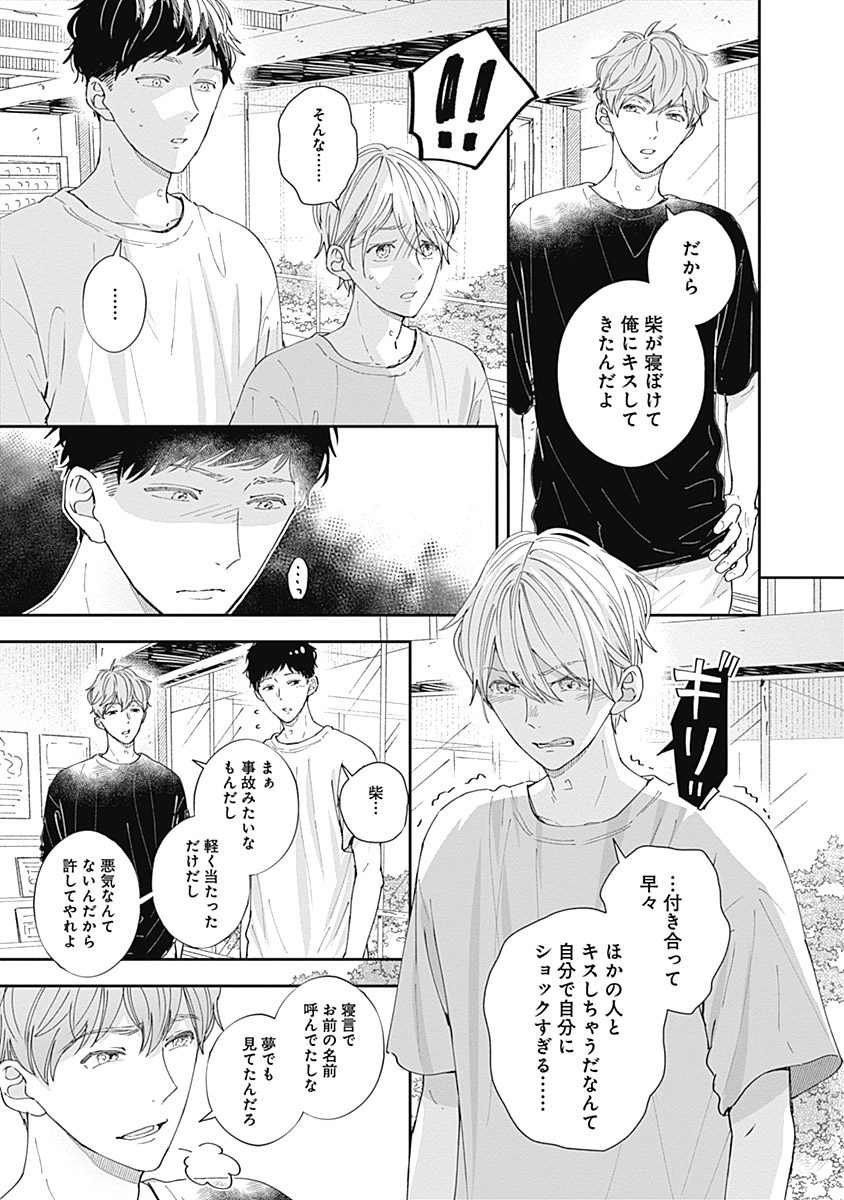 だから
柴が寝ぼけて
俺にキスして
きたんだよ
!!
そんな……
……
…っ
ギリッ
…付き合って
早々
ほかの人と
キスしちゃうだなんて
自分で自分に
ショックすぎる……
柴…
まぁ
事故みたいな
もんだし
軽く当たった
だけだし
悪気なんて
ないんだから
許してやれよ
寝言で
お前の名前
呼んでたしな
夢でも
見てたんだろ